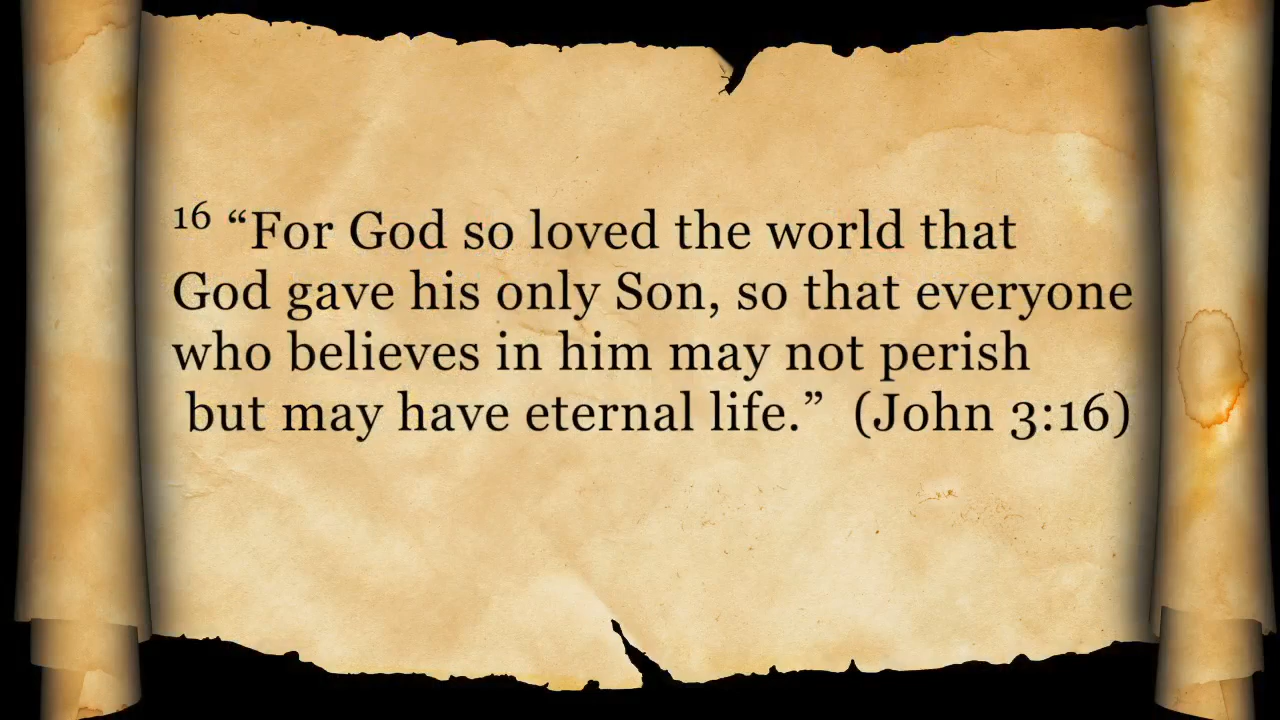 16 “For God so loved the world that
God gave his only Son, so that everyone
who believes in him may not perish
but may have eternal life.” (John 3:16)